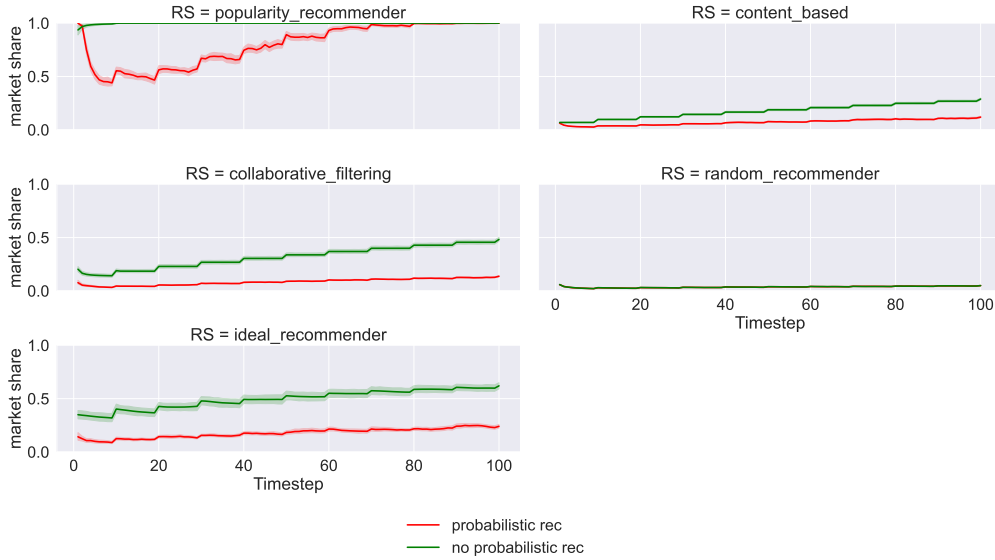 RS = popularity_recommender
RS = content_based
market share
1.0
0.5
0.0
RS = collaborative_filtering
RS = random_recommender
market share
1.0
0.5
0.0
0 20 40 60 80 100
Timestep
RS = ideal_recommender
market share
1.0
0.5
0.0
0 20 40 60 80 100
Timestep
probabilistic rec
no probabilistic rec